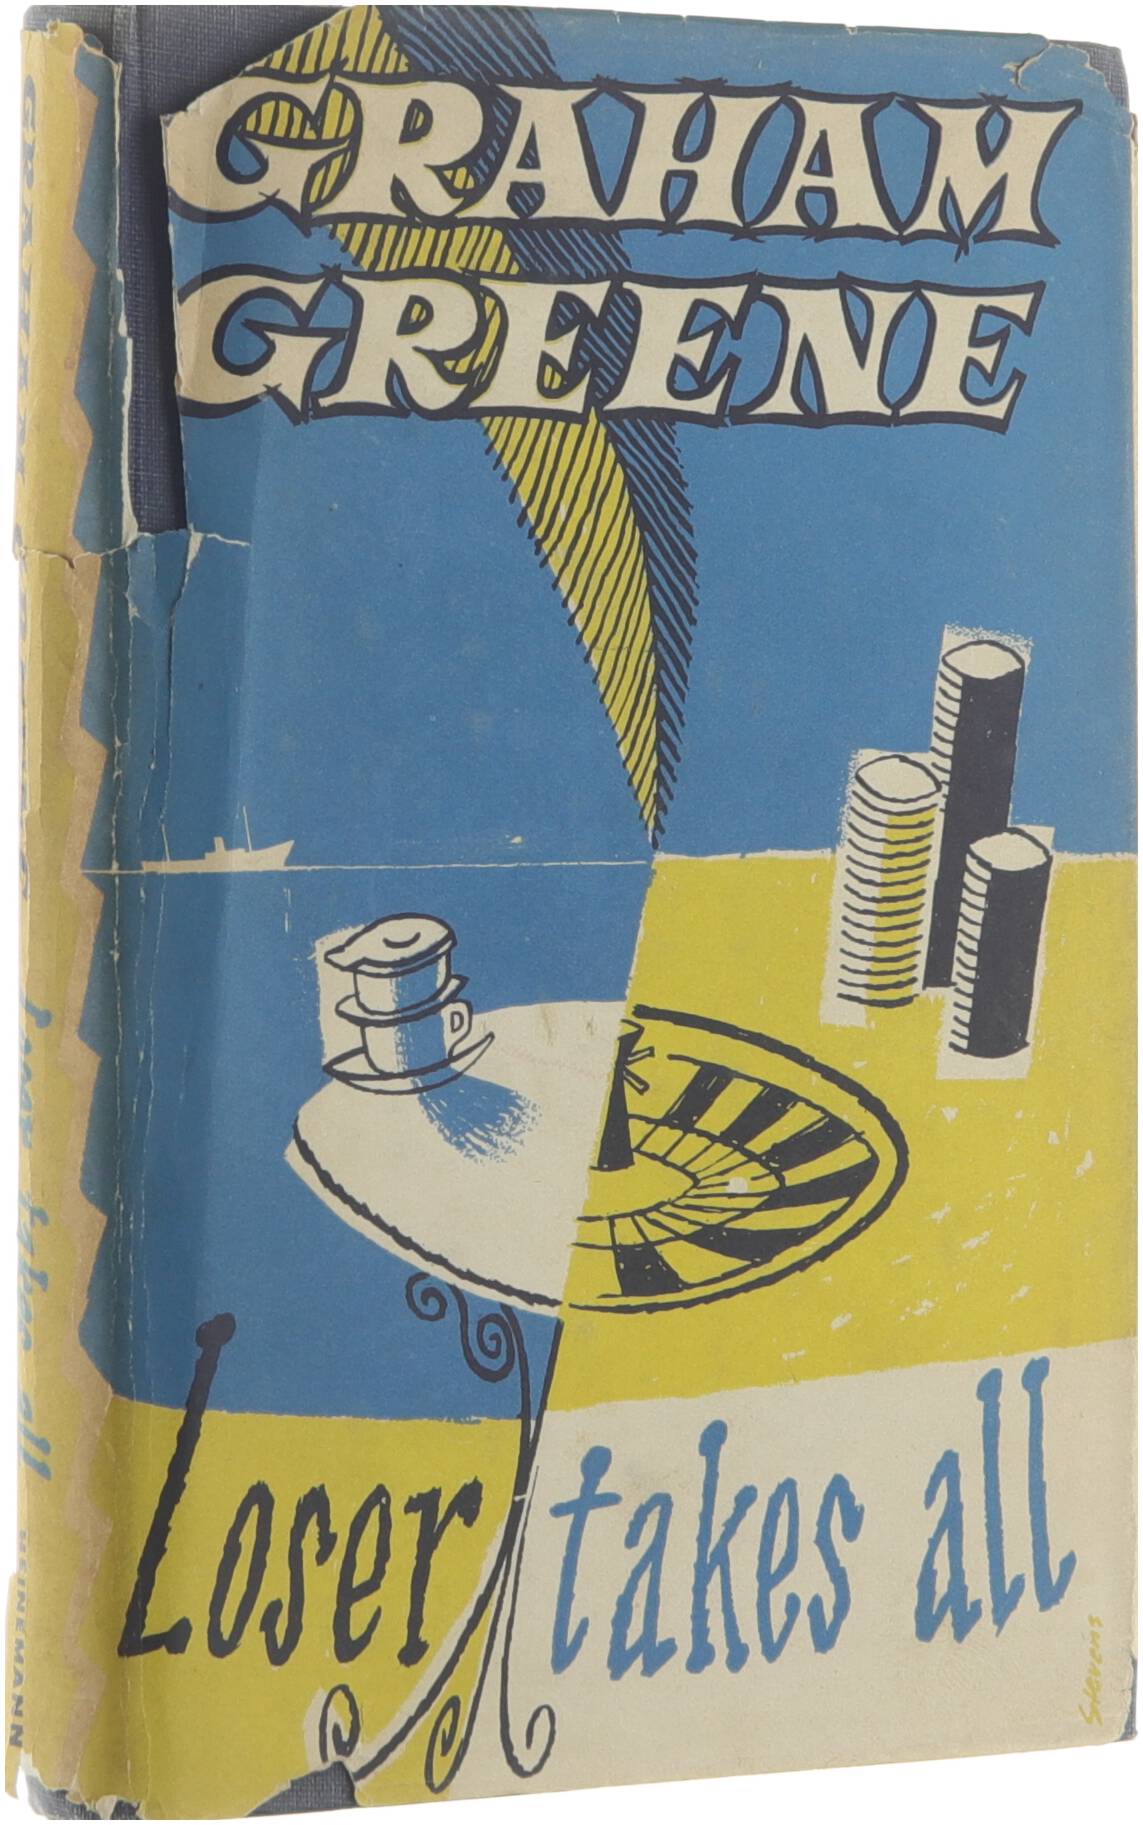 GRAHAM
GREENE
Loser takes all
Stevens
GRAHAM GREENE
Loser takes all
HEINEMANN